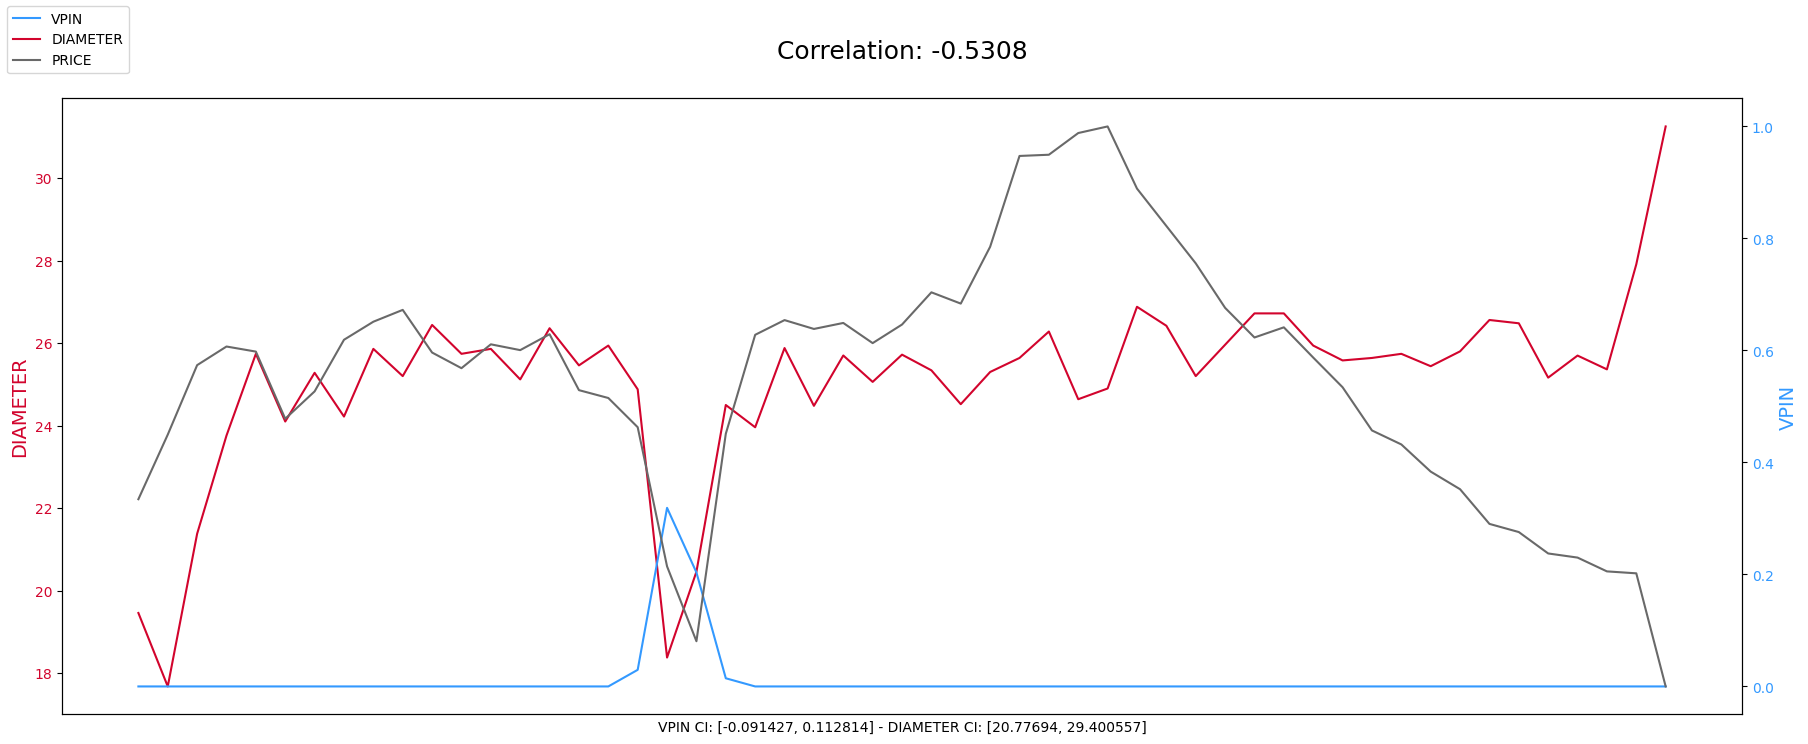 VPIN
DIAMETER
PRICE
Correlation: -0.5308
DIAMETER
30
28
26
24
22
20
18
1.0
0.8
0.6
0.4
0.2
0.0
VPIN
VPIN CI: [-0.091427, 0.112814] - DIAMETER CI: [20.77694, 29.400557]